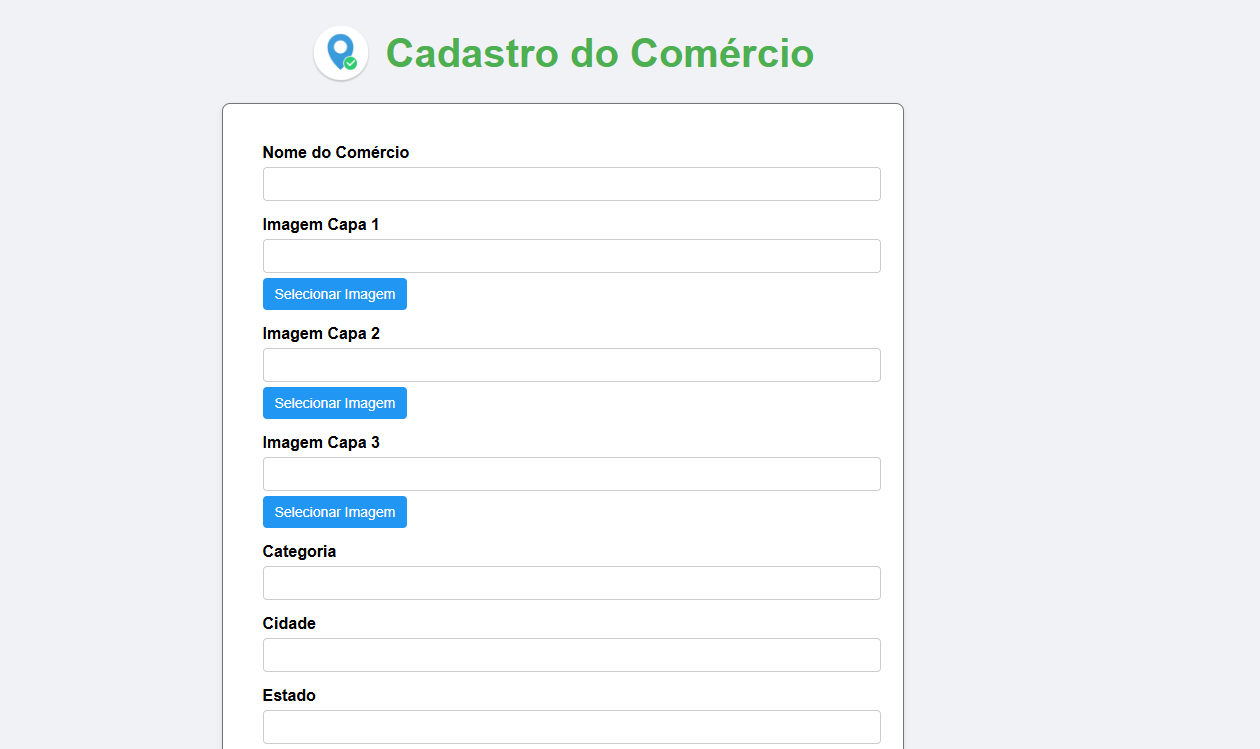 Cadastro do Comércio
Nome do Comércio
Imagem Capa 1
Selecionar Imagem
Imagem Capa 2
Selecionar Imagem
Imagem Capa 3
Selecionar Imagem
Categoria
Cidade
Estado